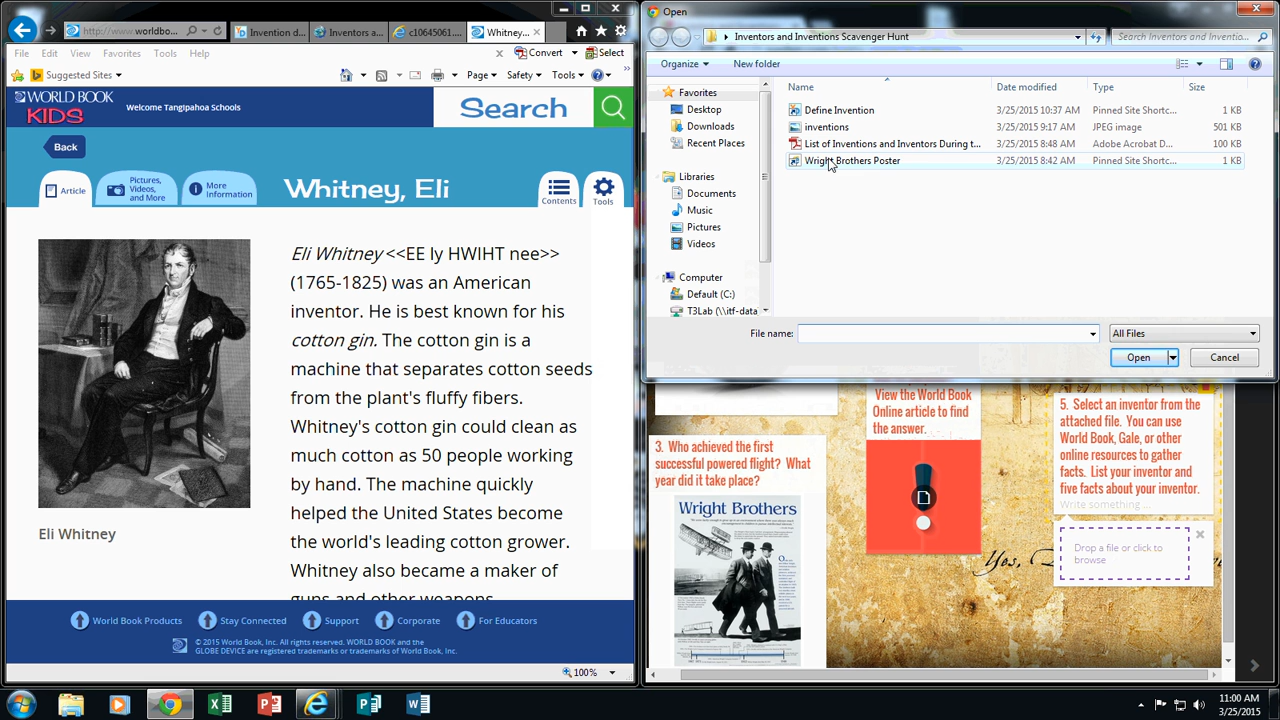 http://www.worldbo...
Invention d
Inventors a...
c10645061...
Whitney...
File Edit View Favorites Tools Help
x Convert Select
Suggested Sites
Page Safety Tools
WORLD BOOK
KIDS
Welcome Tangipahoa Schools
Search
Back
Article
Pictures,
Videos,
and More
More
Information
Whitney, Eli
Contents
Tools
Eli Whitney <<EE ly HWIHT nee>>
(1765-1825) was an American
inventor. He is best known for his
cotton gin. The cotton gin is a
machine that separates cotton seeds
from the plant's fluffy fibers.
Whitney's cotton gin could clean as
much cotton as 50 people working
by hand. The machine quickly
helped the United States become
the world's leading cotton grower.
Whitney also became a maker of
guns and other weapons.
Eli Whitney
World Book Products Stay Connected Support Corporate For Educators
© 2015 World Book, Inc. All rights reserved. WORLD BOOK and the
GLOBE DEVICE are registered trademarks or trademarks of World Book, Inc.
100%
Open
Inventors and Inventions Scavenger Hunt
Search Inventors and Inventio...
Organize New folder
Name Date modified Type Size
Favorites
Desktop
Downloads
Recent Places
Libraries
Documents
Music
Pictures
Videos
Computer
Default (C:)
T3Lab (\\itf-data
Define Invention 3/25/2015 10:37 AM Pinned Site Shortc... 1 KB
inventions 3/25/2015 9:17 AM JPEG image 501 KB
List of Inventions and Inventors During t... 3/25/2015 8:48 AM Adobe Acrobat D... 100 KB
Wright Brothers Poster 3/25/2015 8:42 AM Pinned Site Shortc... 1 KB
File name: All Files
Open Cancel
View the World Book
Online article to find
the answer.
3. Who achieved the first
successful powered flight? What
year did it take place?
Wright Brothers
5. Select an inventor from the
attached file. You can use
World Book, Gale, or other
online resources to gather
facts. List your inventor and
five facts about your inventor.
Write something ...
Drop a file or click to
browse
Yes,
11:00 AM
3/25/2015